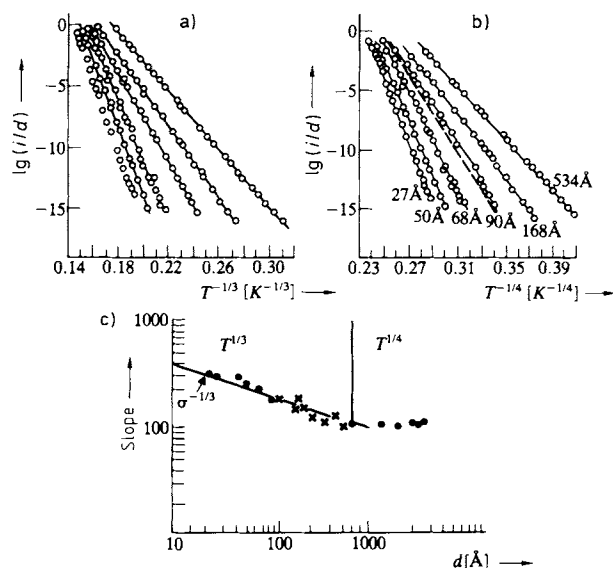 a)
0
-5
-10
-15
lg (i/d)
0.14 0.18 0.22 0.26 0.30
T^{-1/3} [K^{-1/3}]
b)
0
-5
-10
-15
lg (i/d)
27Å
50Å
68Å
90Å
168Å
534Å
0.23 0.27 0.31 0.35 0.39
T^{-1/4} [K^{-1/4}]
c)
1000
100
10
Slope
T^{1/3}
T^{1/4}
σ^{-1/3}
10 100 1000
d[Å]